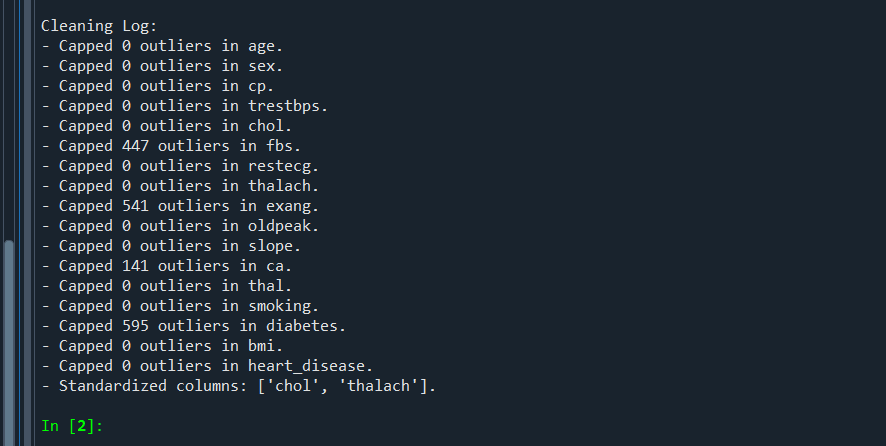 Cleaning Log:
- Capped 0 outliers in age.
- Capped 0 outliers in sex.
- Capped 0 outliers in cp.
- Capped 0 outliers in trestbps.
- Capped 0 outliers in chol.
- Capped 447 outliers in fbs.
- Capped 0 outliers in restecg.
- Capped 0 outliers in thalach.
- Capped 541 outliers in exang.
- Capped 0 outliers in oldpeak.
- Capped 0 outliers in slope.
- Capped 141 outliers in ca.
- Capped 0 outliers in thal.
- Capped 0 outliers in smoking.
- Capped 595 outliers in diabetes.
- Capped 0 outliers in bmi.
- Capped 0 outliers in heart_disease.
- Standardized columns: ['chol', 'thalach'].
In [2]: